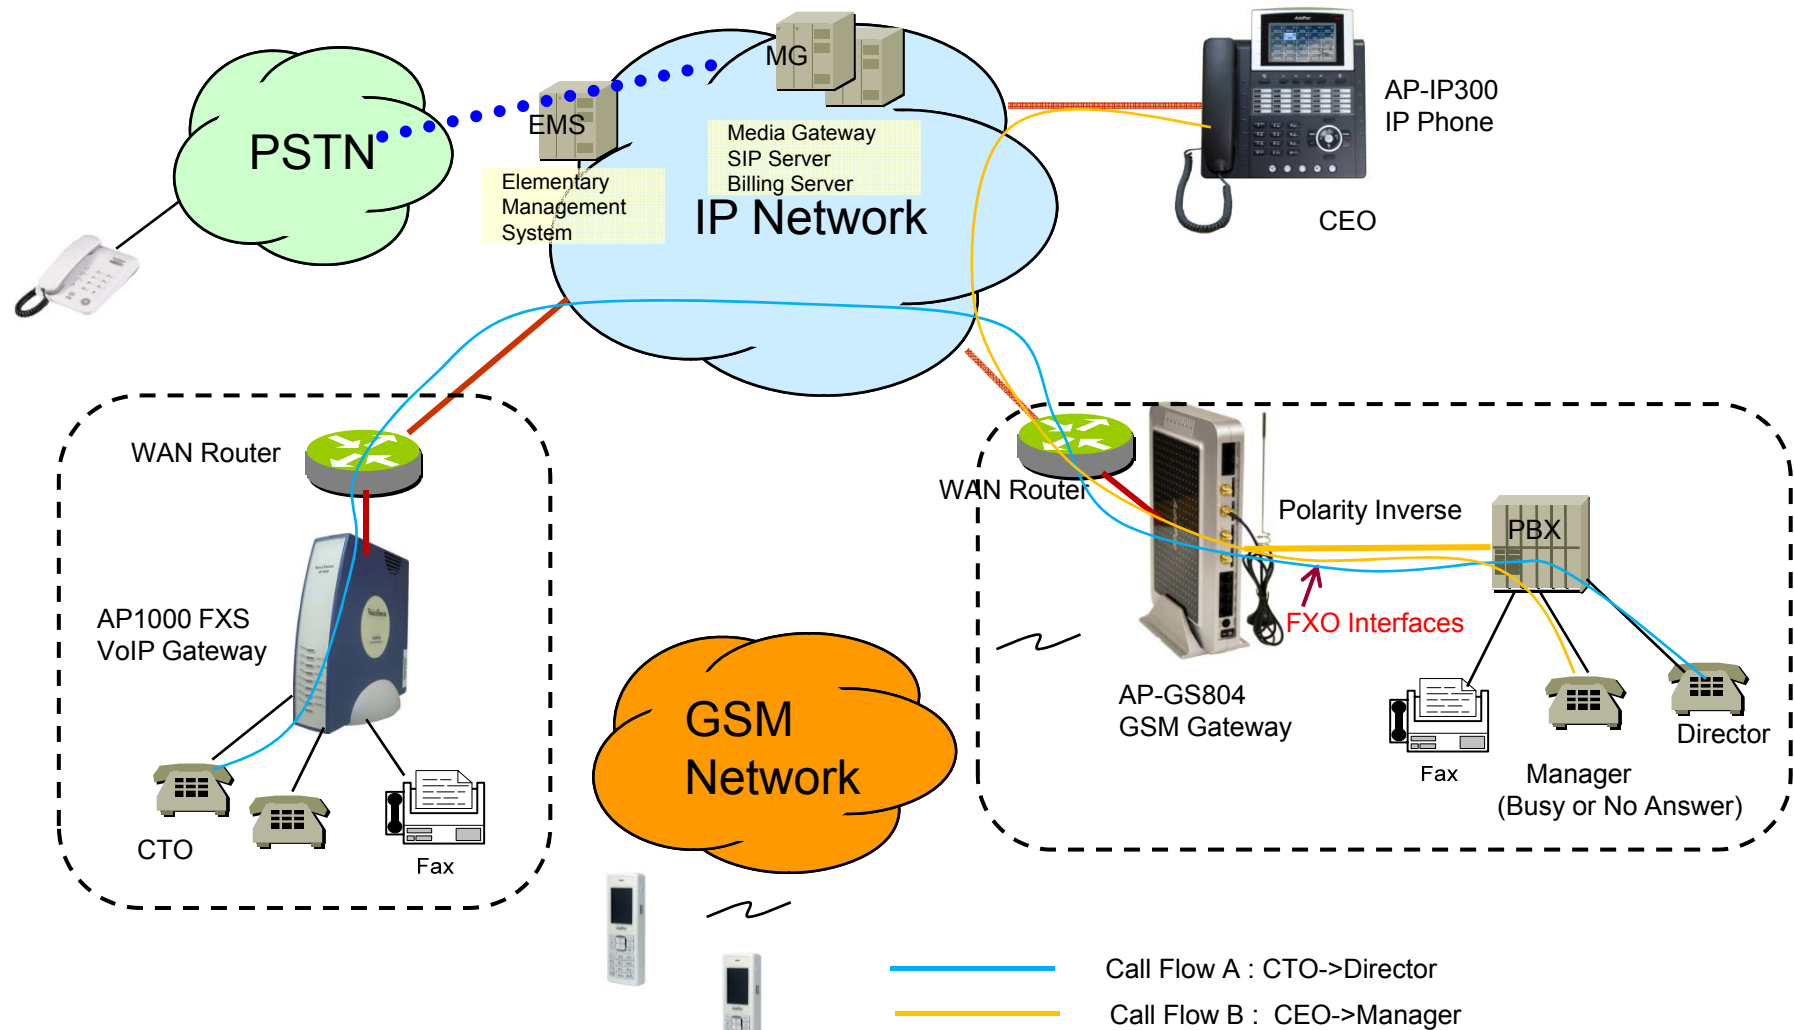 MG
AP-IP300
IP Phone
EMS
PSTN
Media Gateway
SIP Server
Billing Server
Elementary
Management
System
IP Network
CEO
WAN Router
WAN Router
Polarity Inverse
PBX
FXO Interfaces
AP1000 FXS
VoIP Gateway
AP-GS804
GSM Gateway
GSM
Network
Director
Fax
Manager
(Busy or No Answer)
CTO
Fax
Call Flow A : CTO->Director
Call Flow B :  CEO->Manager